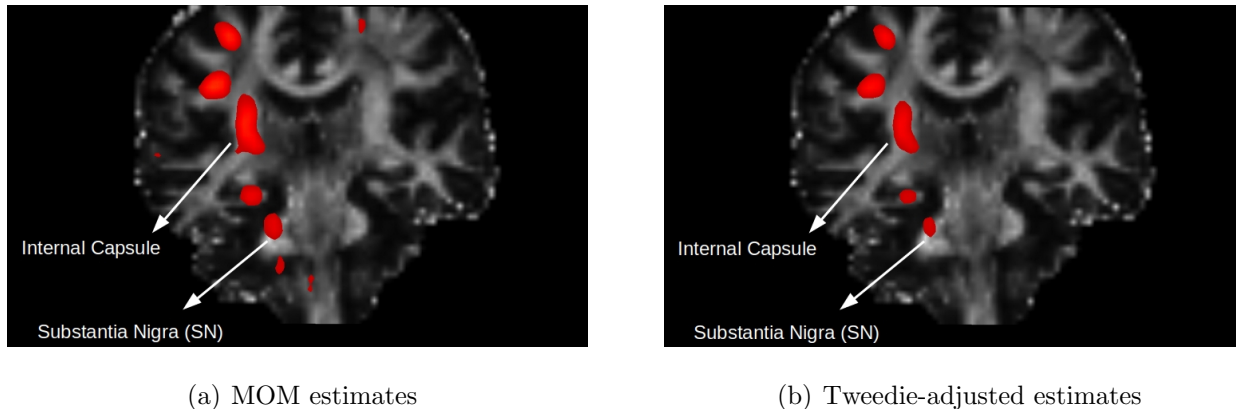 Internal Capsule
Substantia Nigra (SN)
(a) MOM estimates
Internal Capsule
Substantia Nigra (SN)
(b) Tweedie-adjusted estimates